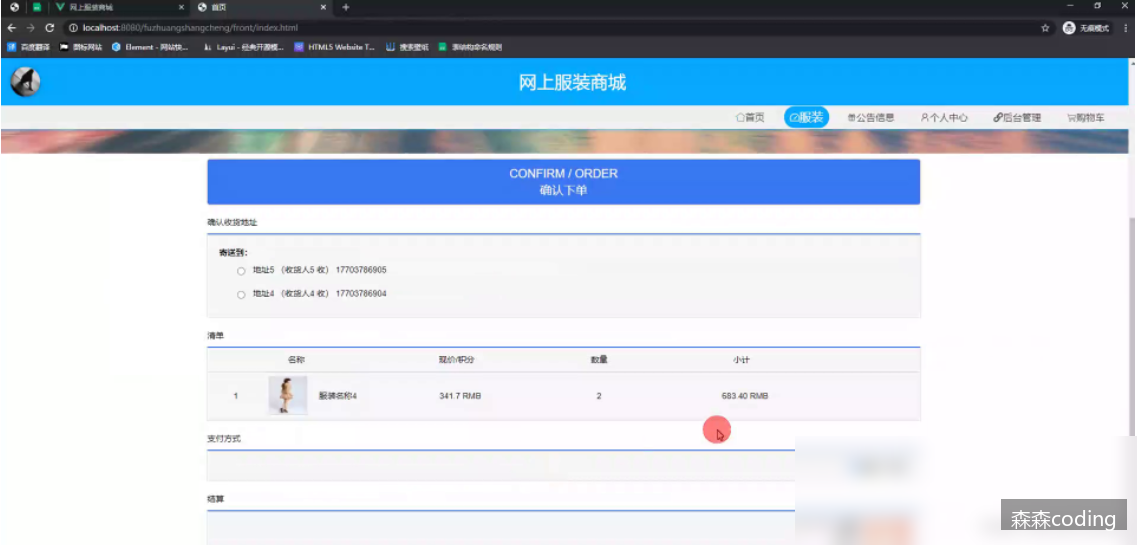 网上服装商城
首页
localhost:8080/fuzhuangshangcheng/front/index.html
无痕模式
百度翻译
图标网站
Element - 网站快...
Layui - 经典开源模...
HTML5 Website T...
搜索壁纸
表结构命名规则
网上服装商城
首页
服装
公告信息
个人中心
后台管理
购物车
CONFIRM / ORDER
确认下单
确认收货地址
寄送到：
地址5 （收货人5 收） 17703786905
地址4 （收货人4 收） 17703786904
清单
名称 现价/积分 数量 小计
1 服装名称4 341.7 RMB 2 683.40 RMB
支付方式
结算
森森coding